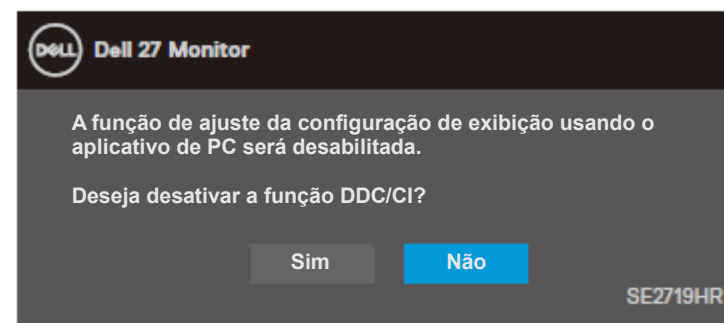 DELL Dell 27 Monitor
A função de ajuste da configuração de exibição usando o
aplicativo de PC será desabilitada.
Deseja desativar a função DDC/CI?
Sim Não
SE2719HR